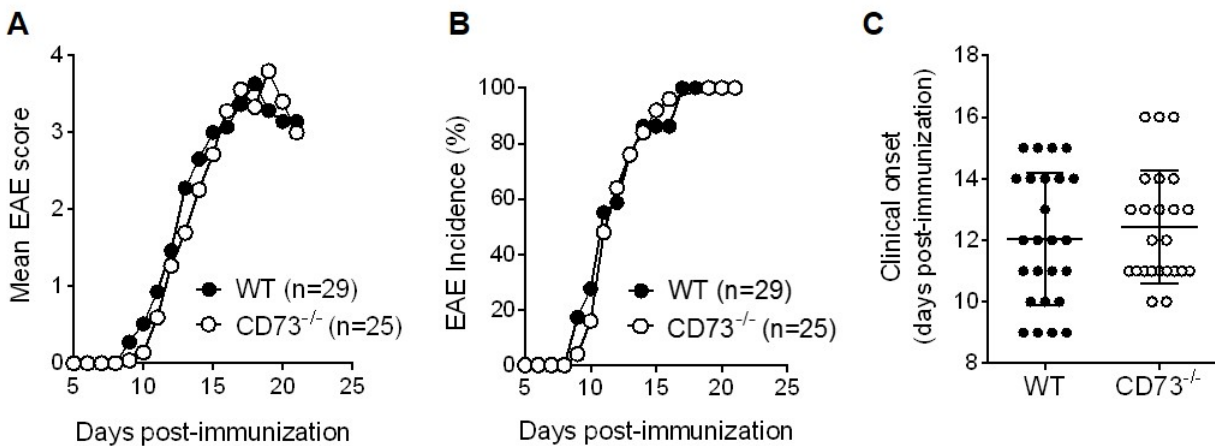 A
B
C
Mean EAE score
4
3
2
1
0
5
10
15
20
25
Days post-immunization
WT (n=29)
CD73-/- (n=25)
EAE Incidence (%)
100
80
60
40
20
0
5
10
15
20
25
Days post-immunization
WT (n=29)
CD73-/- (n=25)
Clinical onset
(days post-immunization)
18
16
14
12
10
8
WT
CD73-/-